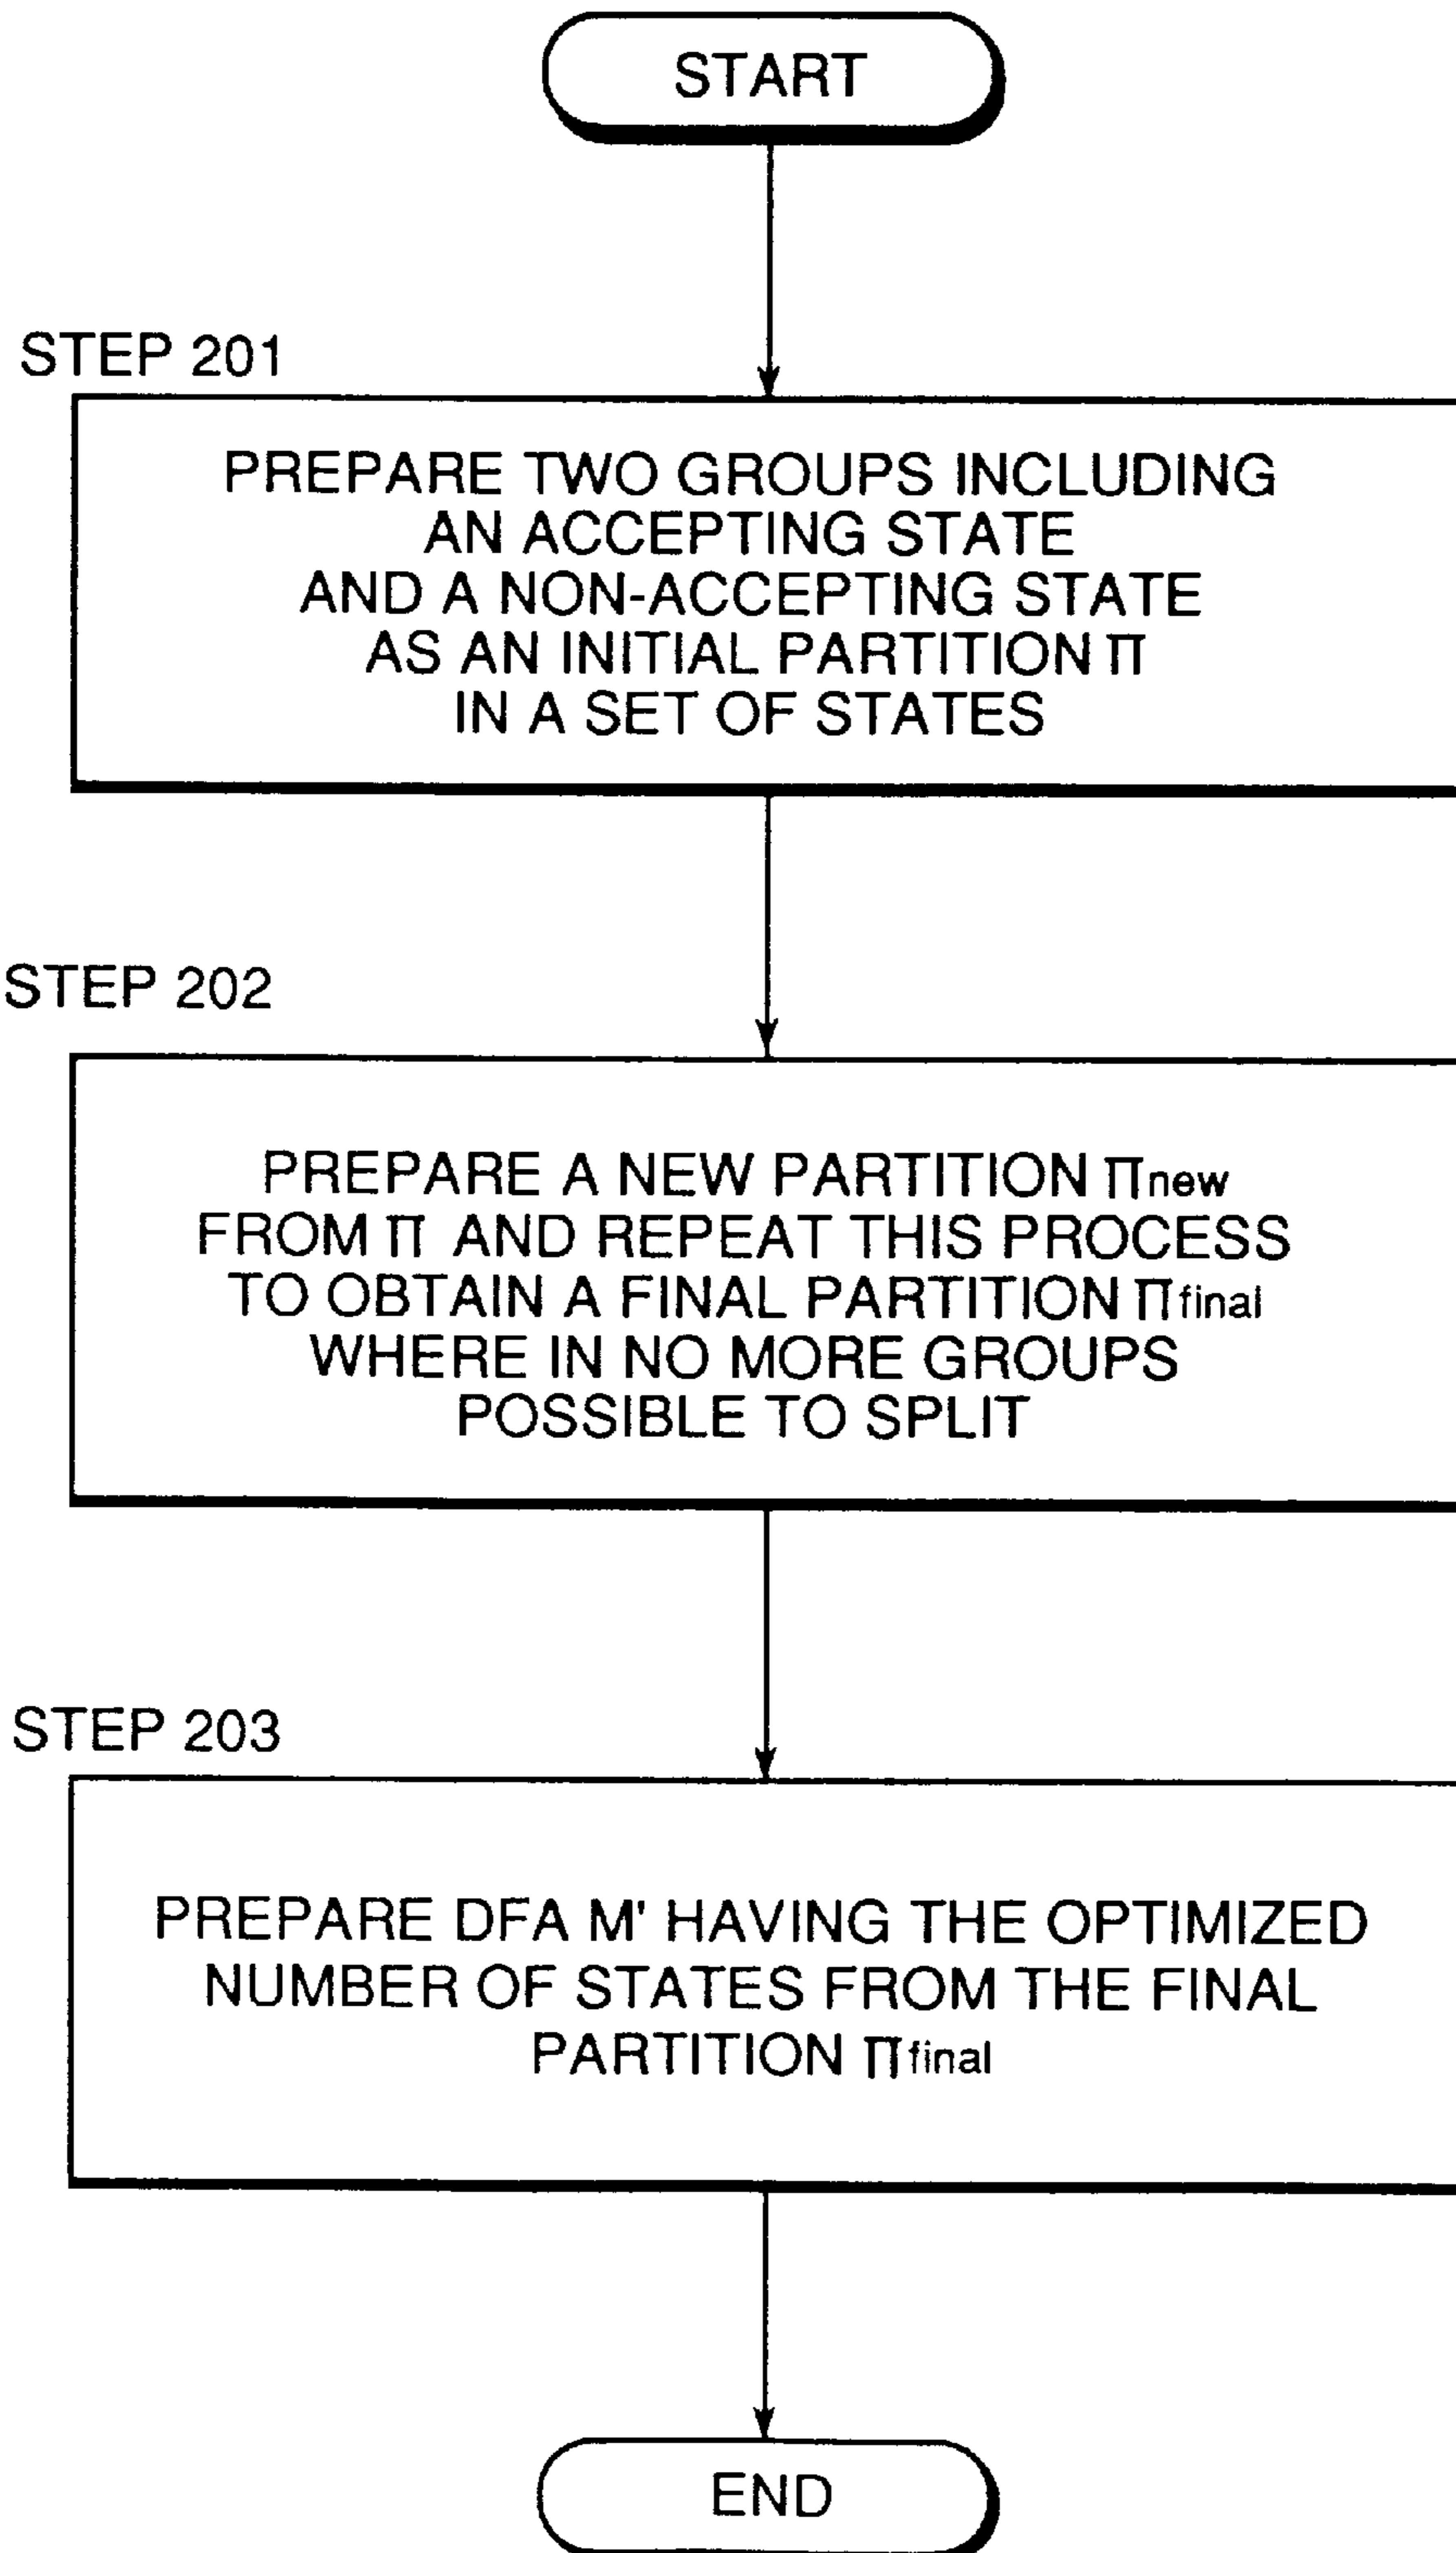 START
STEP 201
PREPARE TWO GROUPS INCLUDING
AN ACCEPTING STATE
AND A NON-ACCEPTING STATE
AS AN INITIAL PARTITION Π
IN A SET OF STATES
STEP 202
PREPARE A NEW PARTITION Πnew
FROM Π AND REPEAT THIS PROCESS
TO OBTAIN A FINAL PARTITION Πfinal
WHERE IN NO MORE GROUPS
POSSIBLE TO SPLIT
STEP 203
PREPARE DFA M' HAVING THE OPTIMIZED
NUMBER OF STATES FROM THE FINAL
PARTITION Πfinal
END